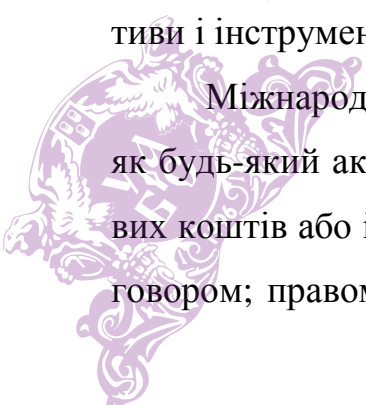 тиви і інструмен
Міжнарод
як будь-який ак
вих коштів або і
говором; правом